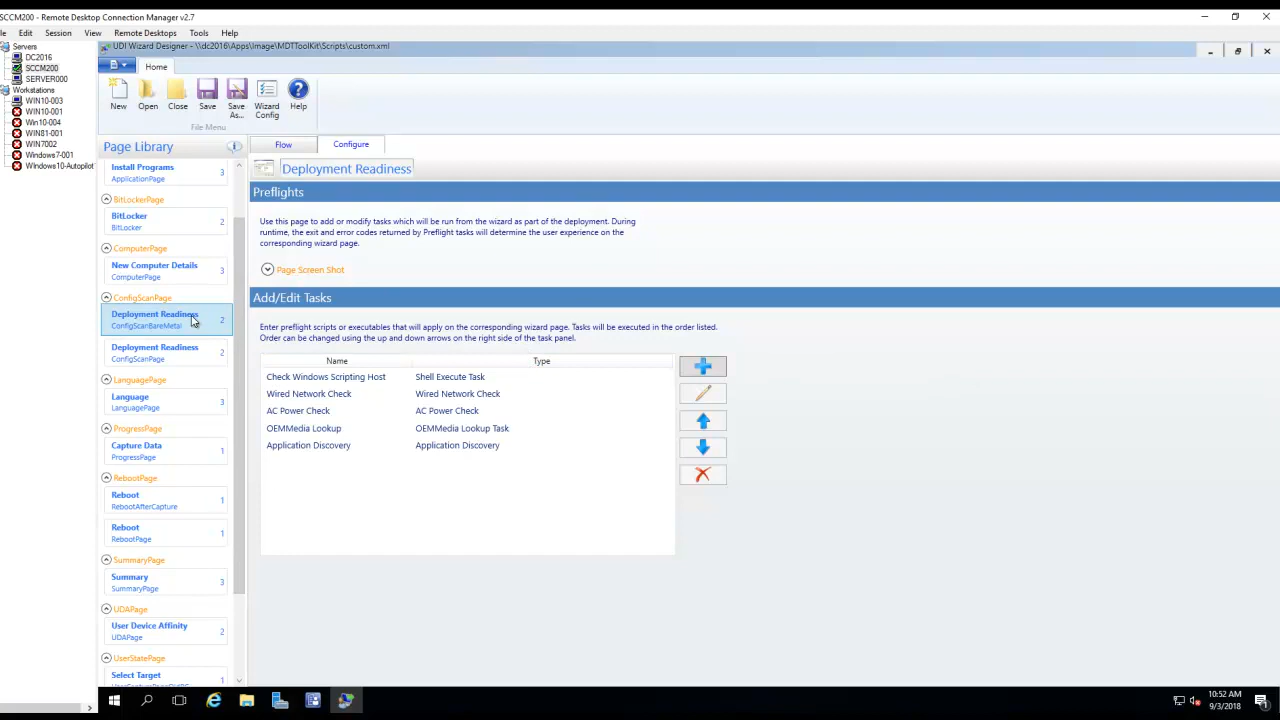 SCCM200 - Remote Desktop Connection Manager v2.7
le Edit Session View Remote Desktops Tools Help
Servers
DC2016
SCCM200
SERVER000
Workstations
WIN10-003
WIN10-001
Win10-004
WIN81-001
WIN7002
Windows7-001
Windows10-Autopilot
UDI Wizard Designer - \\dc2016\Apps\Image\MDTToolKit\Scripts\custom.xml
Home
New
Open
Close
Save
Save As...
Wizard Config
Help
File Menu
Page Library
Install Programs 3
ApplicationPage
BitLockerPage
BitLocker 2
BitLocker
ComputerPage
New Computer Details 3
ComputerPage
ConfigScanPage
Deployment Readiness 2
ConfigScanBareMetal
Deployment Readiness 2
ConfigScanPage
LanguagePage
Language 3
LanguagePage
ProgressPage
Capture Data 1
ProgressPage
RebootPage
Reboot 1
RebootAfterCapture
Reboot 1
RebootPage
SummaryPage
Summary 3
SummaryPage
UDAPage
User Device Affinity 2
UDAPage
UserStatePage
Select Target 1
Flow Configure
Deployment Readiness
Preflights
Use this page to add or modify tasks which will be run from the wizard as part of the deployment. During
runtime, the exit and error codes returned by Preflight tasks will determine the user experience on the
corresponding wizard page.
Page Screen Shot
Add/Edit Tasks
Enter preflight scripts or executables that will apply on the corresponding wizard page. Tasks will be executed in the order listed.
Order can be changed using the up and down arrows on the right side of the task panel.
Name Type
Check Windows Scripting Host Shell Execute Task
Wired Network Check Wired Network Check
AC Power Check AC Power Check
OEMMedia Lookup OEMMedia Lookup Task
Application Discovery Application Discovery
10:52 AM
9/3/2018